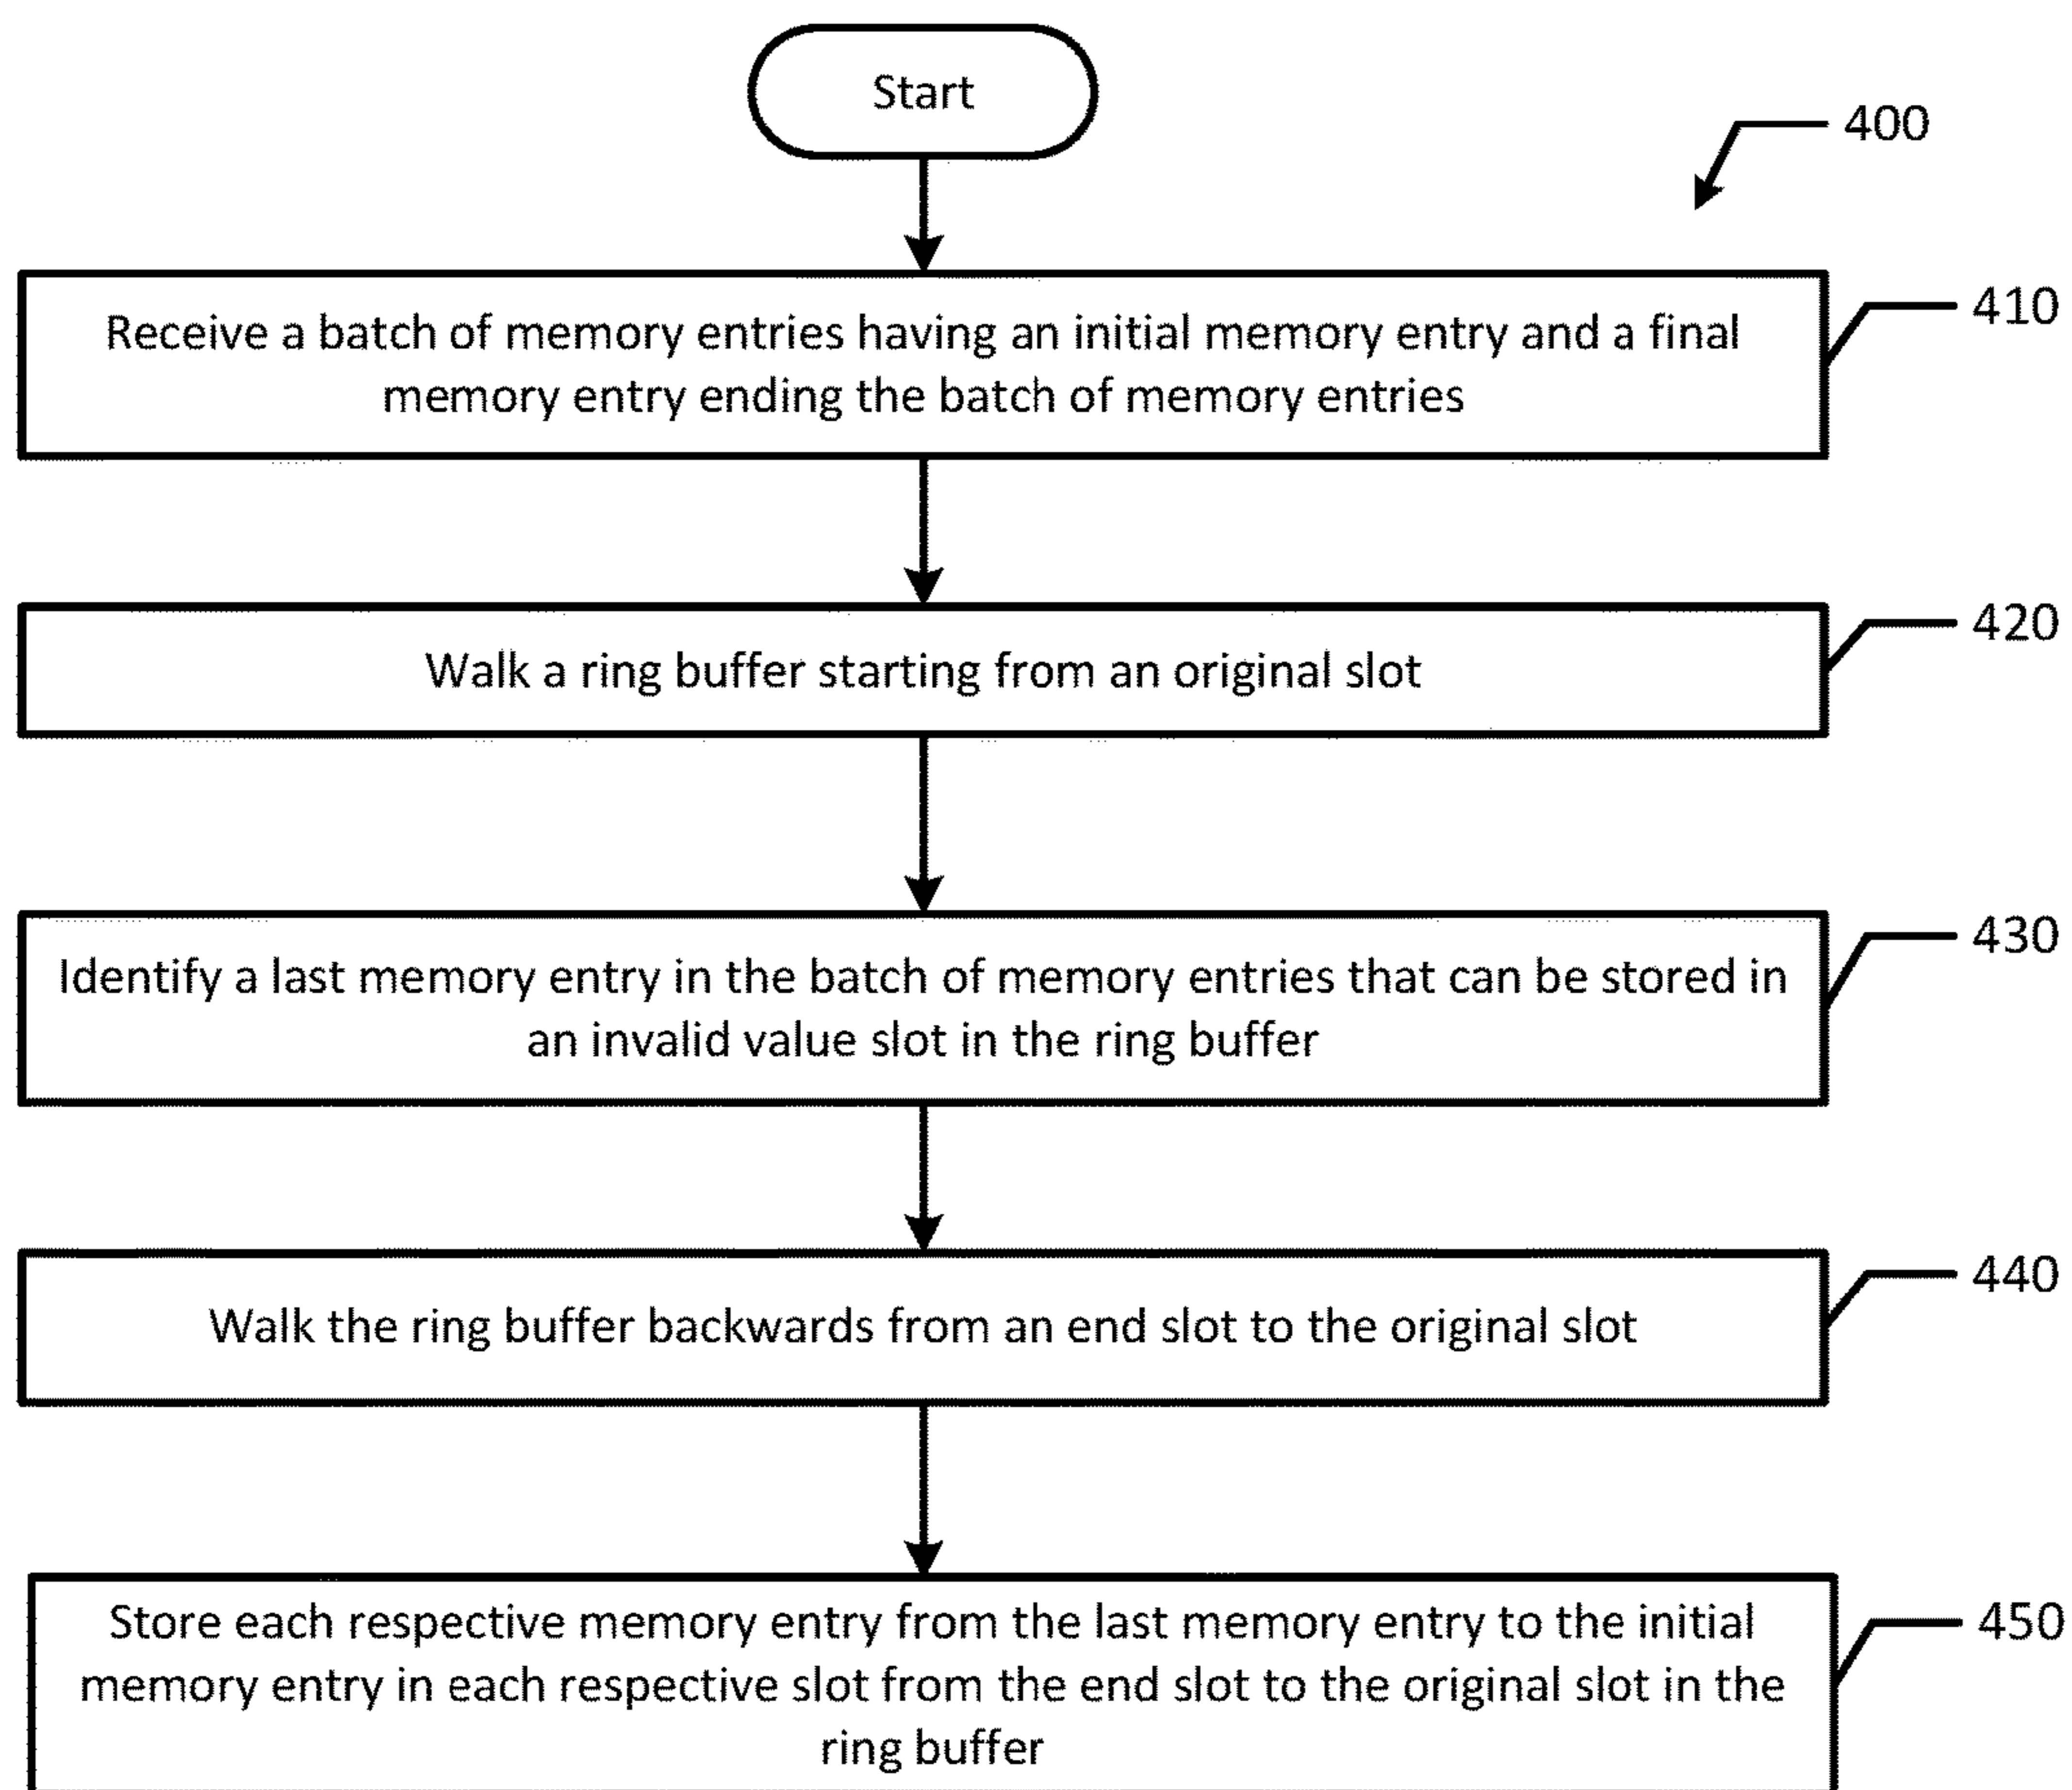 Start
400
Receive a batch of memory entries having an initial memory entry and a final
memory entry ending the batch of memory entries
410
Walk a ring buffer starting from an original slot
420
Identify a last memory entry in the batch of memory entries that can be stored in
an invalid value slot in the ring buffer
430
Walk the ring buffer backwards from an end slot to the original slot
440
Store each respective memory entry from the last memory entry to the initial
memory entry in each respective slot from the end slot to the original slot in the
ring buffer
450